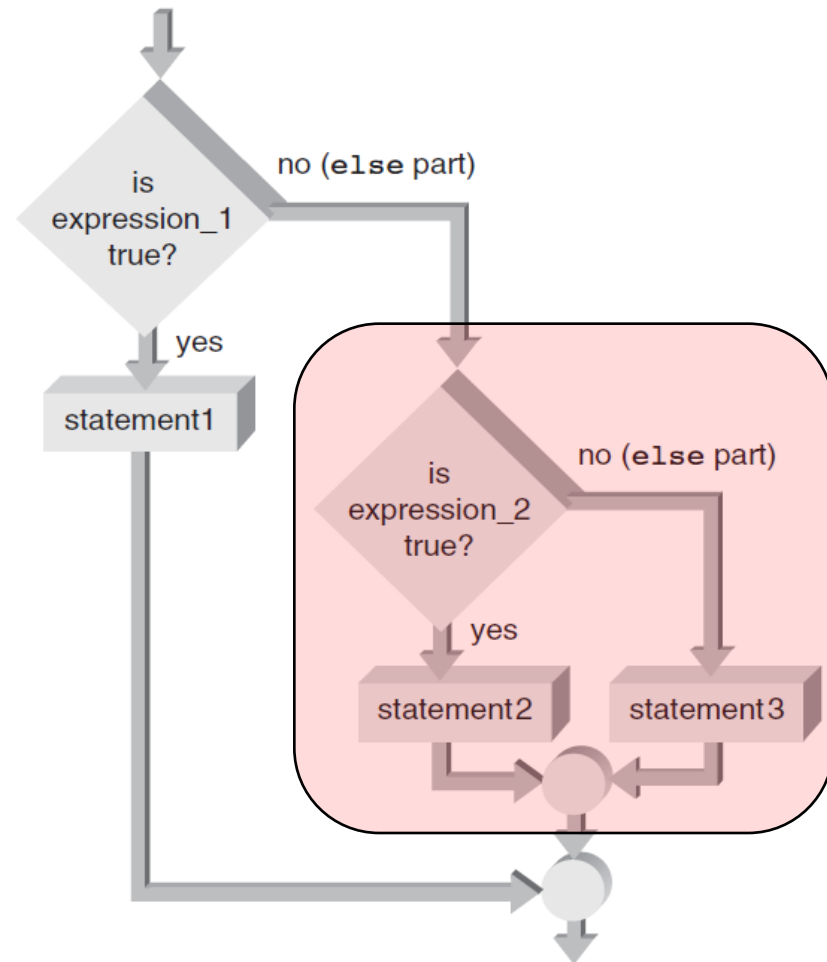 is
expression_1
true?
no (else part)
yes
statement1
is
expression_2
true?
no (else part)
yes
statement2
statement3